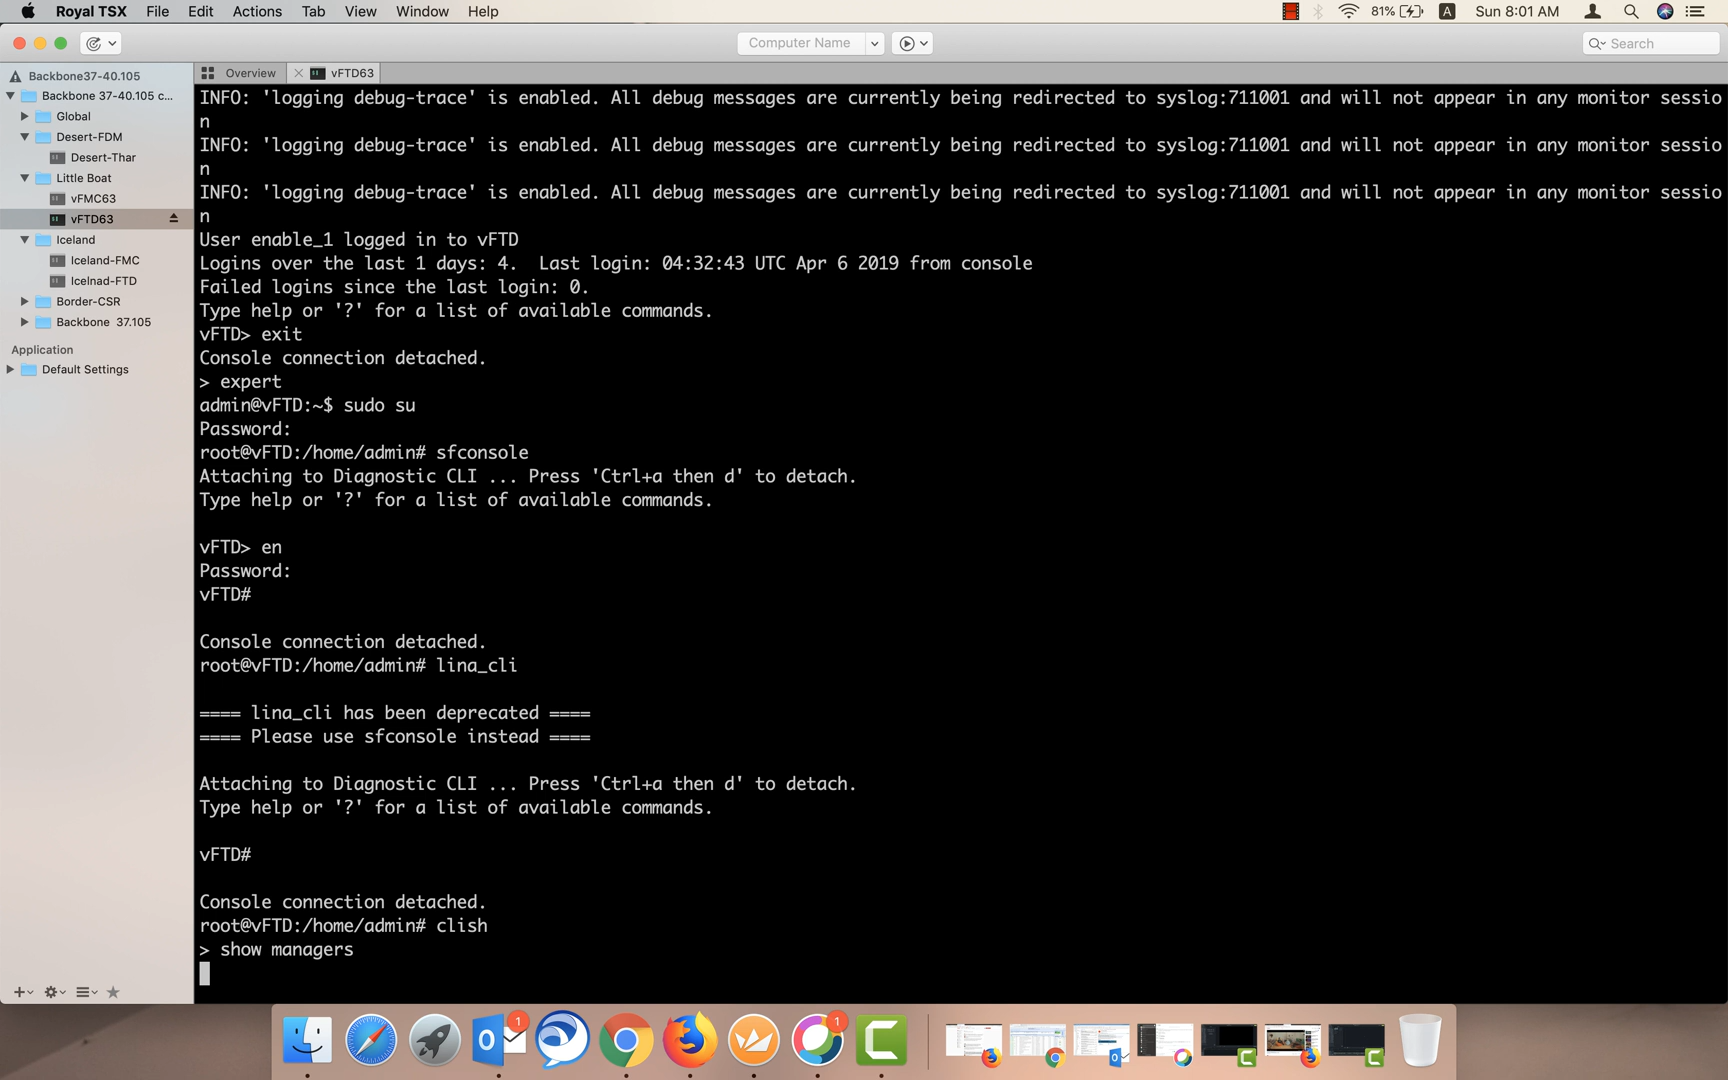 Royal TSX File Edit Actions Tab View Window Help 81% A Sun 8:01 AM
Computer Name Search
Backbone37-40.105
Backbone 37-40.105 c...
Global
Desert-FDM
Desert-Thar
Little Boat
vFMC63
vFTD63
Iceland
Iceland-FMC
Icelnad-FTD
Border-CSR
Backbone 37.105
Application
Default Settings
Overview vFTD63
INFO: 'logging debug-trace' is enabled. All debug messages are currently being redirected to syslog:711001 and will not appear in any monitor sessio
n
INFO: 'logging debug-trace' is enabled. All debug messages are currently being redirected to syslog:711001 and will not appear in any monitor sessio
n
INFO: 'logging debug-trace' is enabled. All debug messages are currently being redirected to syslog:711001 and will not appear in any monitor sessio
n
User enable_1 logged in to vFTD
Logins over the last 1 days: 4.  Last login: 04:32:43 UTC Apr 6 2019 from console
Failed logins since the last login: 0.
Type help or '?' for a list of available commands.
vFTD> exit
Console connection detached.
> expert
admin@vFTD:~$ sudo su
Password:
root@vFTD:/home/admin# sfconsole
Attaching to Diagnostic CLI ... Press 'Ctrl+a then d' to detach.
Type help or '?' for a list of available commands.
vFTD> en
Password:
vFTD#
Console connection detached.
root@vFTD:/home/admin# lina_cli
==== lina_cli has been deprecated ====
==== Please use sfconsole instead ====
Attaching to Diagnostic CLI ... Press 'Ctrl+a then d' to detach.
Type help or '?' for a list of available commands.
vFTD#
Console connection detached.
root@vFTD:/home/admin# clish
> show managers
1
1